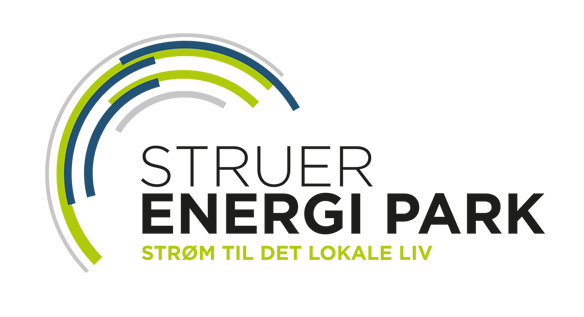 STRUER
ENERGI PARK
STRØM TIL DET LOKALE LIV